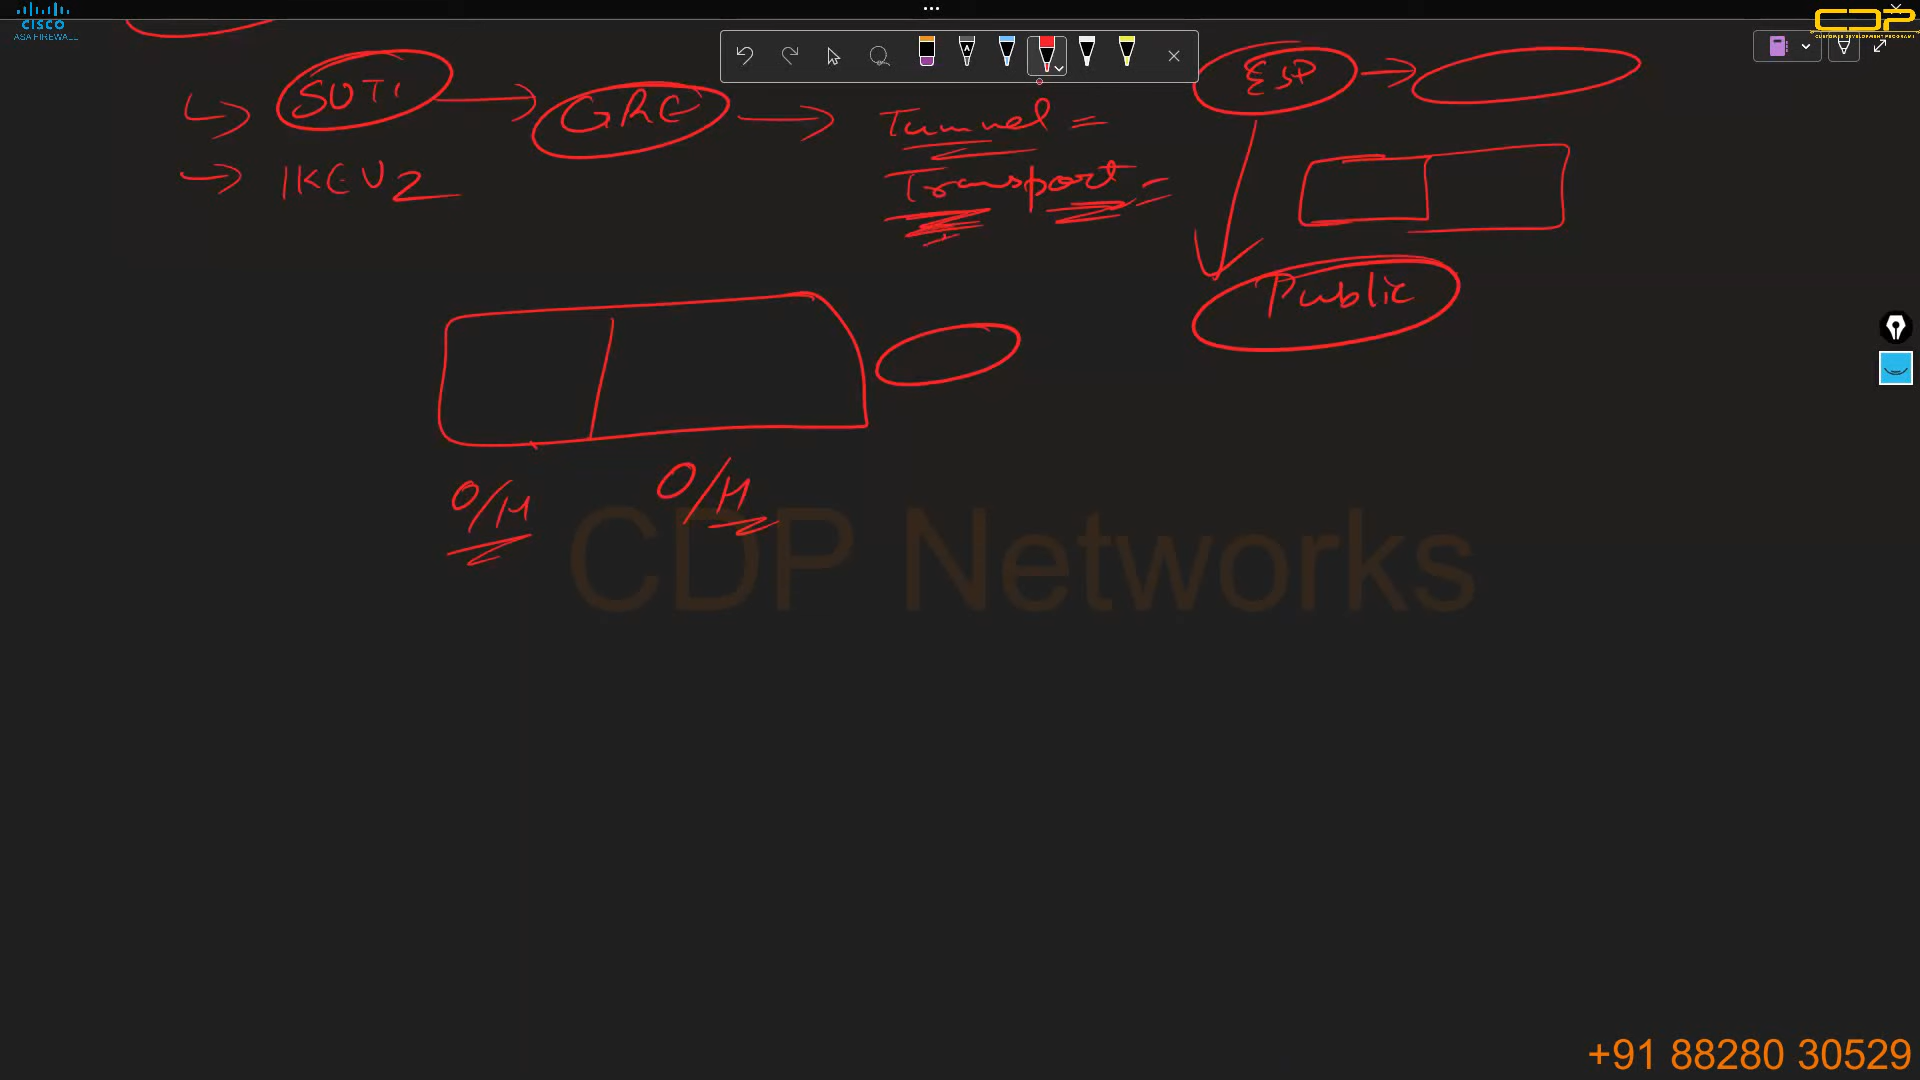 CISCO
ASA FIREWALL
CDP
SVTI
GRE
Tunnel =
Transport =
ESP
IKEV2
Public
O/H
O/H
CDP Networks
+91 88280 30529